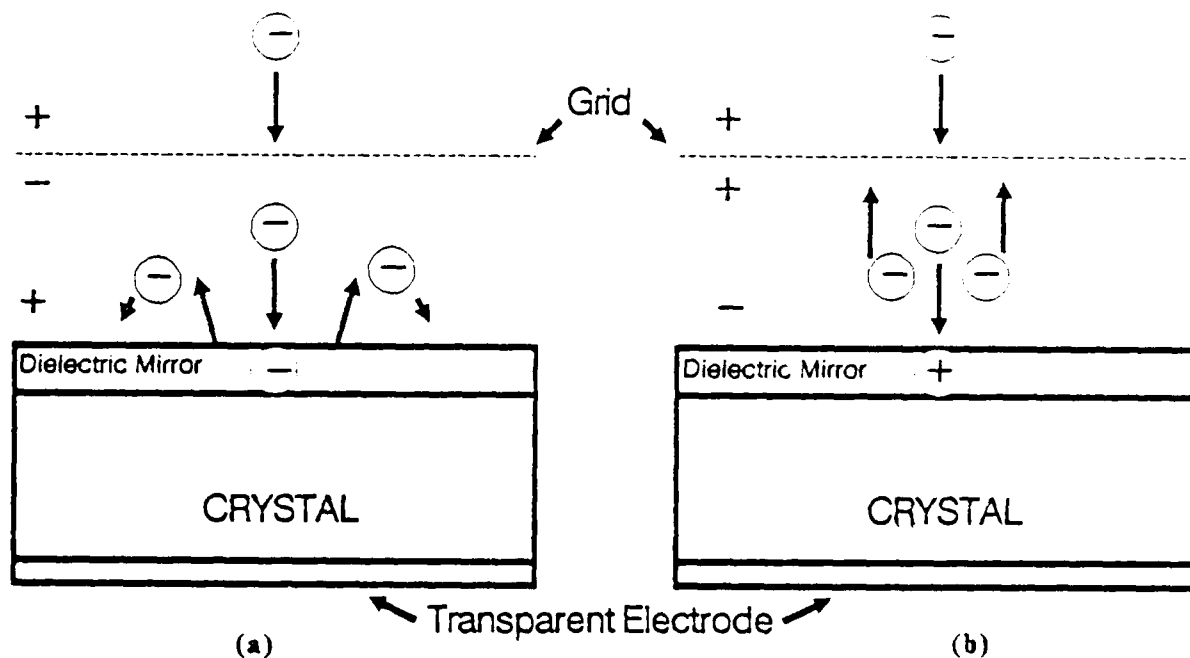 −
−
Grid
+
+
−
+
−
−
−
−
−
−
+
−
Dielectric Mirror
−
Dielectric Mirror
+
CRYSTAL
CRYSTAL
Transparent Electrode
(a)
(b)